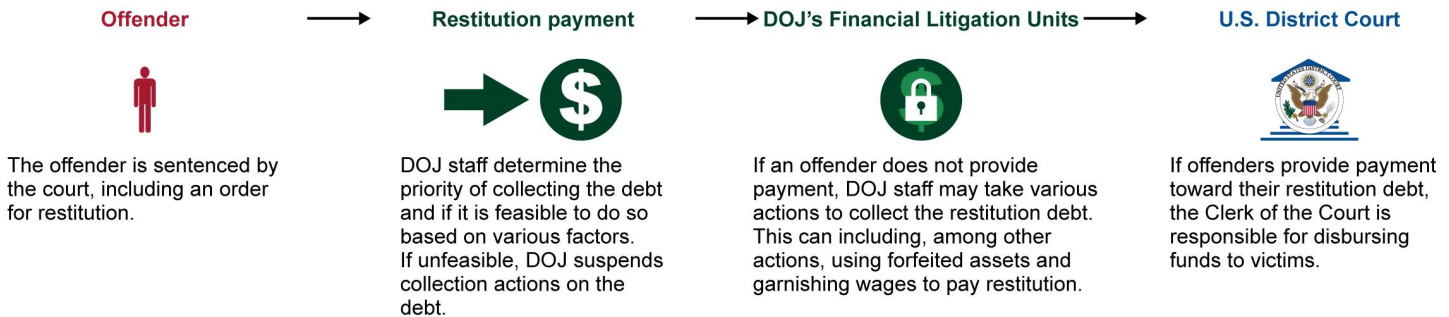 Offender
Restitution payment
DOJ's Financial Litigation Units
U.S. District Court
UNITED STATES DISTRICT COURT
The offender is sentenced by
the court, including an order
for restitution.
DOJ staff determine the
priority of collecting the debt
and if it is feasible to do so
based on various factors.
If unfeasible, DOJ suspends
collection actions on the
debt.
If an offender does not provide
payment, DOJ staff may take various
actions to collect the restitution debt.
This can including, among other
actions, using forfeited assets and
garnishing wages to pay restitution.
If offenders provide payment
toward their restitution debt,
the Clerk of the Court is
responsible for disbursing
funds to victims.